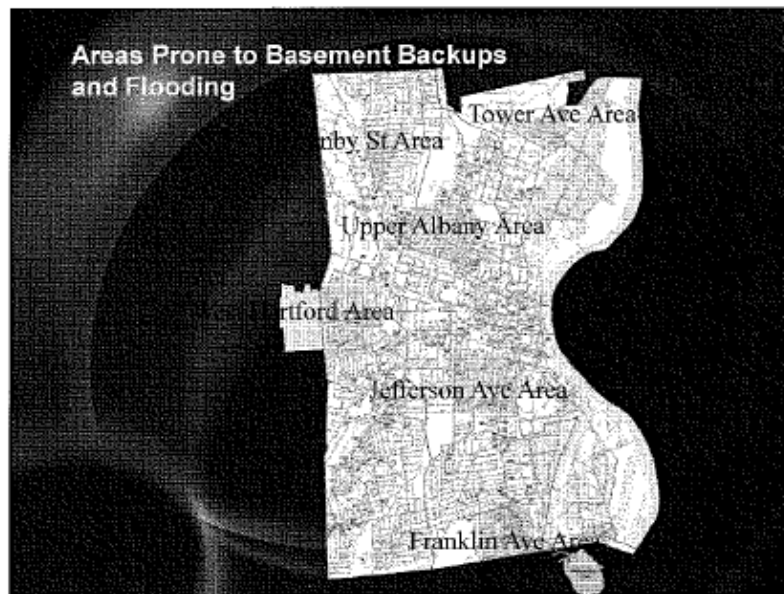 Areas Prone to Basement Backups
and Flooding
Tower Ave Area
St Area
Upper Albany Area
Area
Jefferson Ave Area
Franklin Ave Area